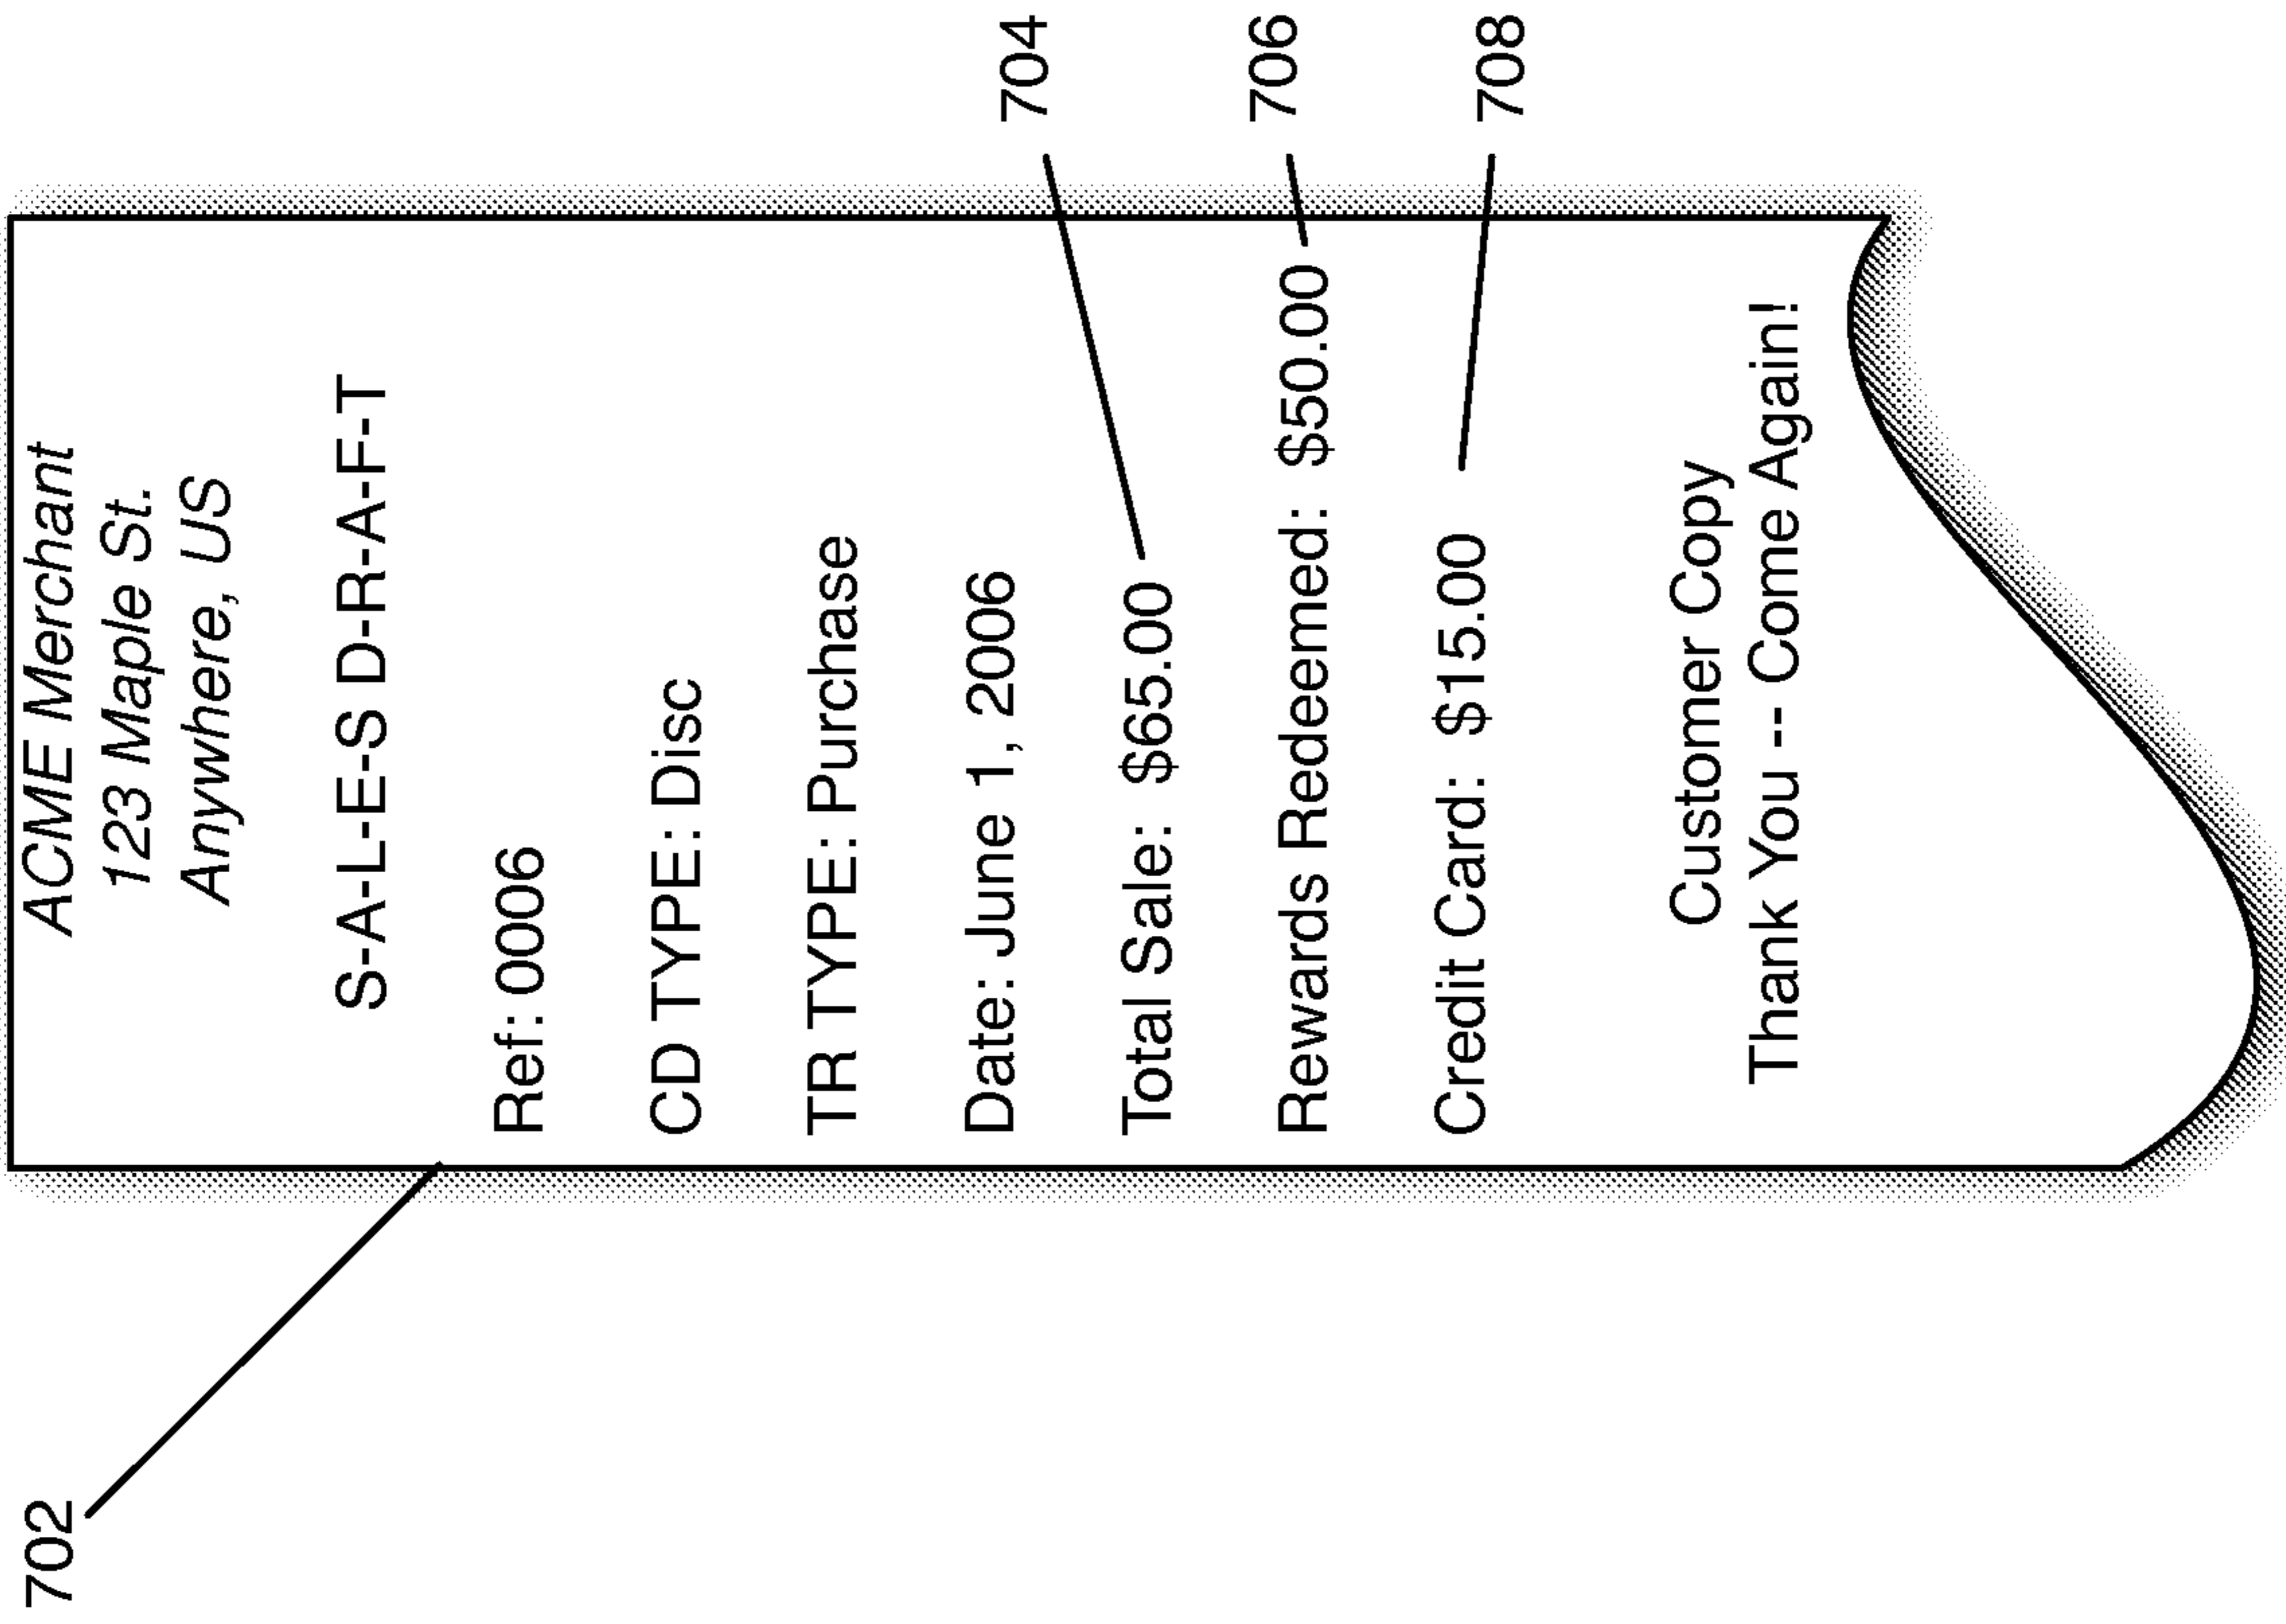 702
ACME Merchant
123 Maple St.
Anywhere, US
S-A-L-E-S D-R-A-F-T
Ref: 0006
CD TYPE: Disc
TR TYPE: Purchase
Date: June 1, 2006
704
Total Sale: $65.00
706
Rewards Redeemed: $50.00
708
Credit Card: $15.00
Customer Copy
Thank You -- Come Again!